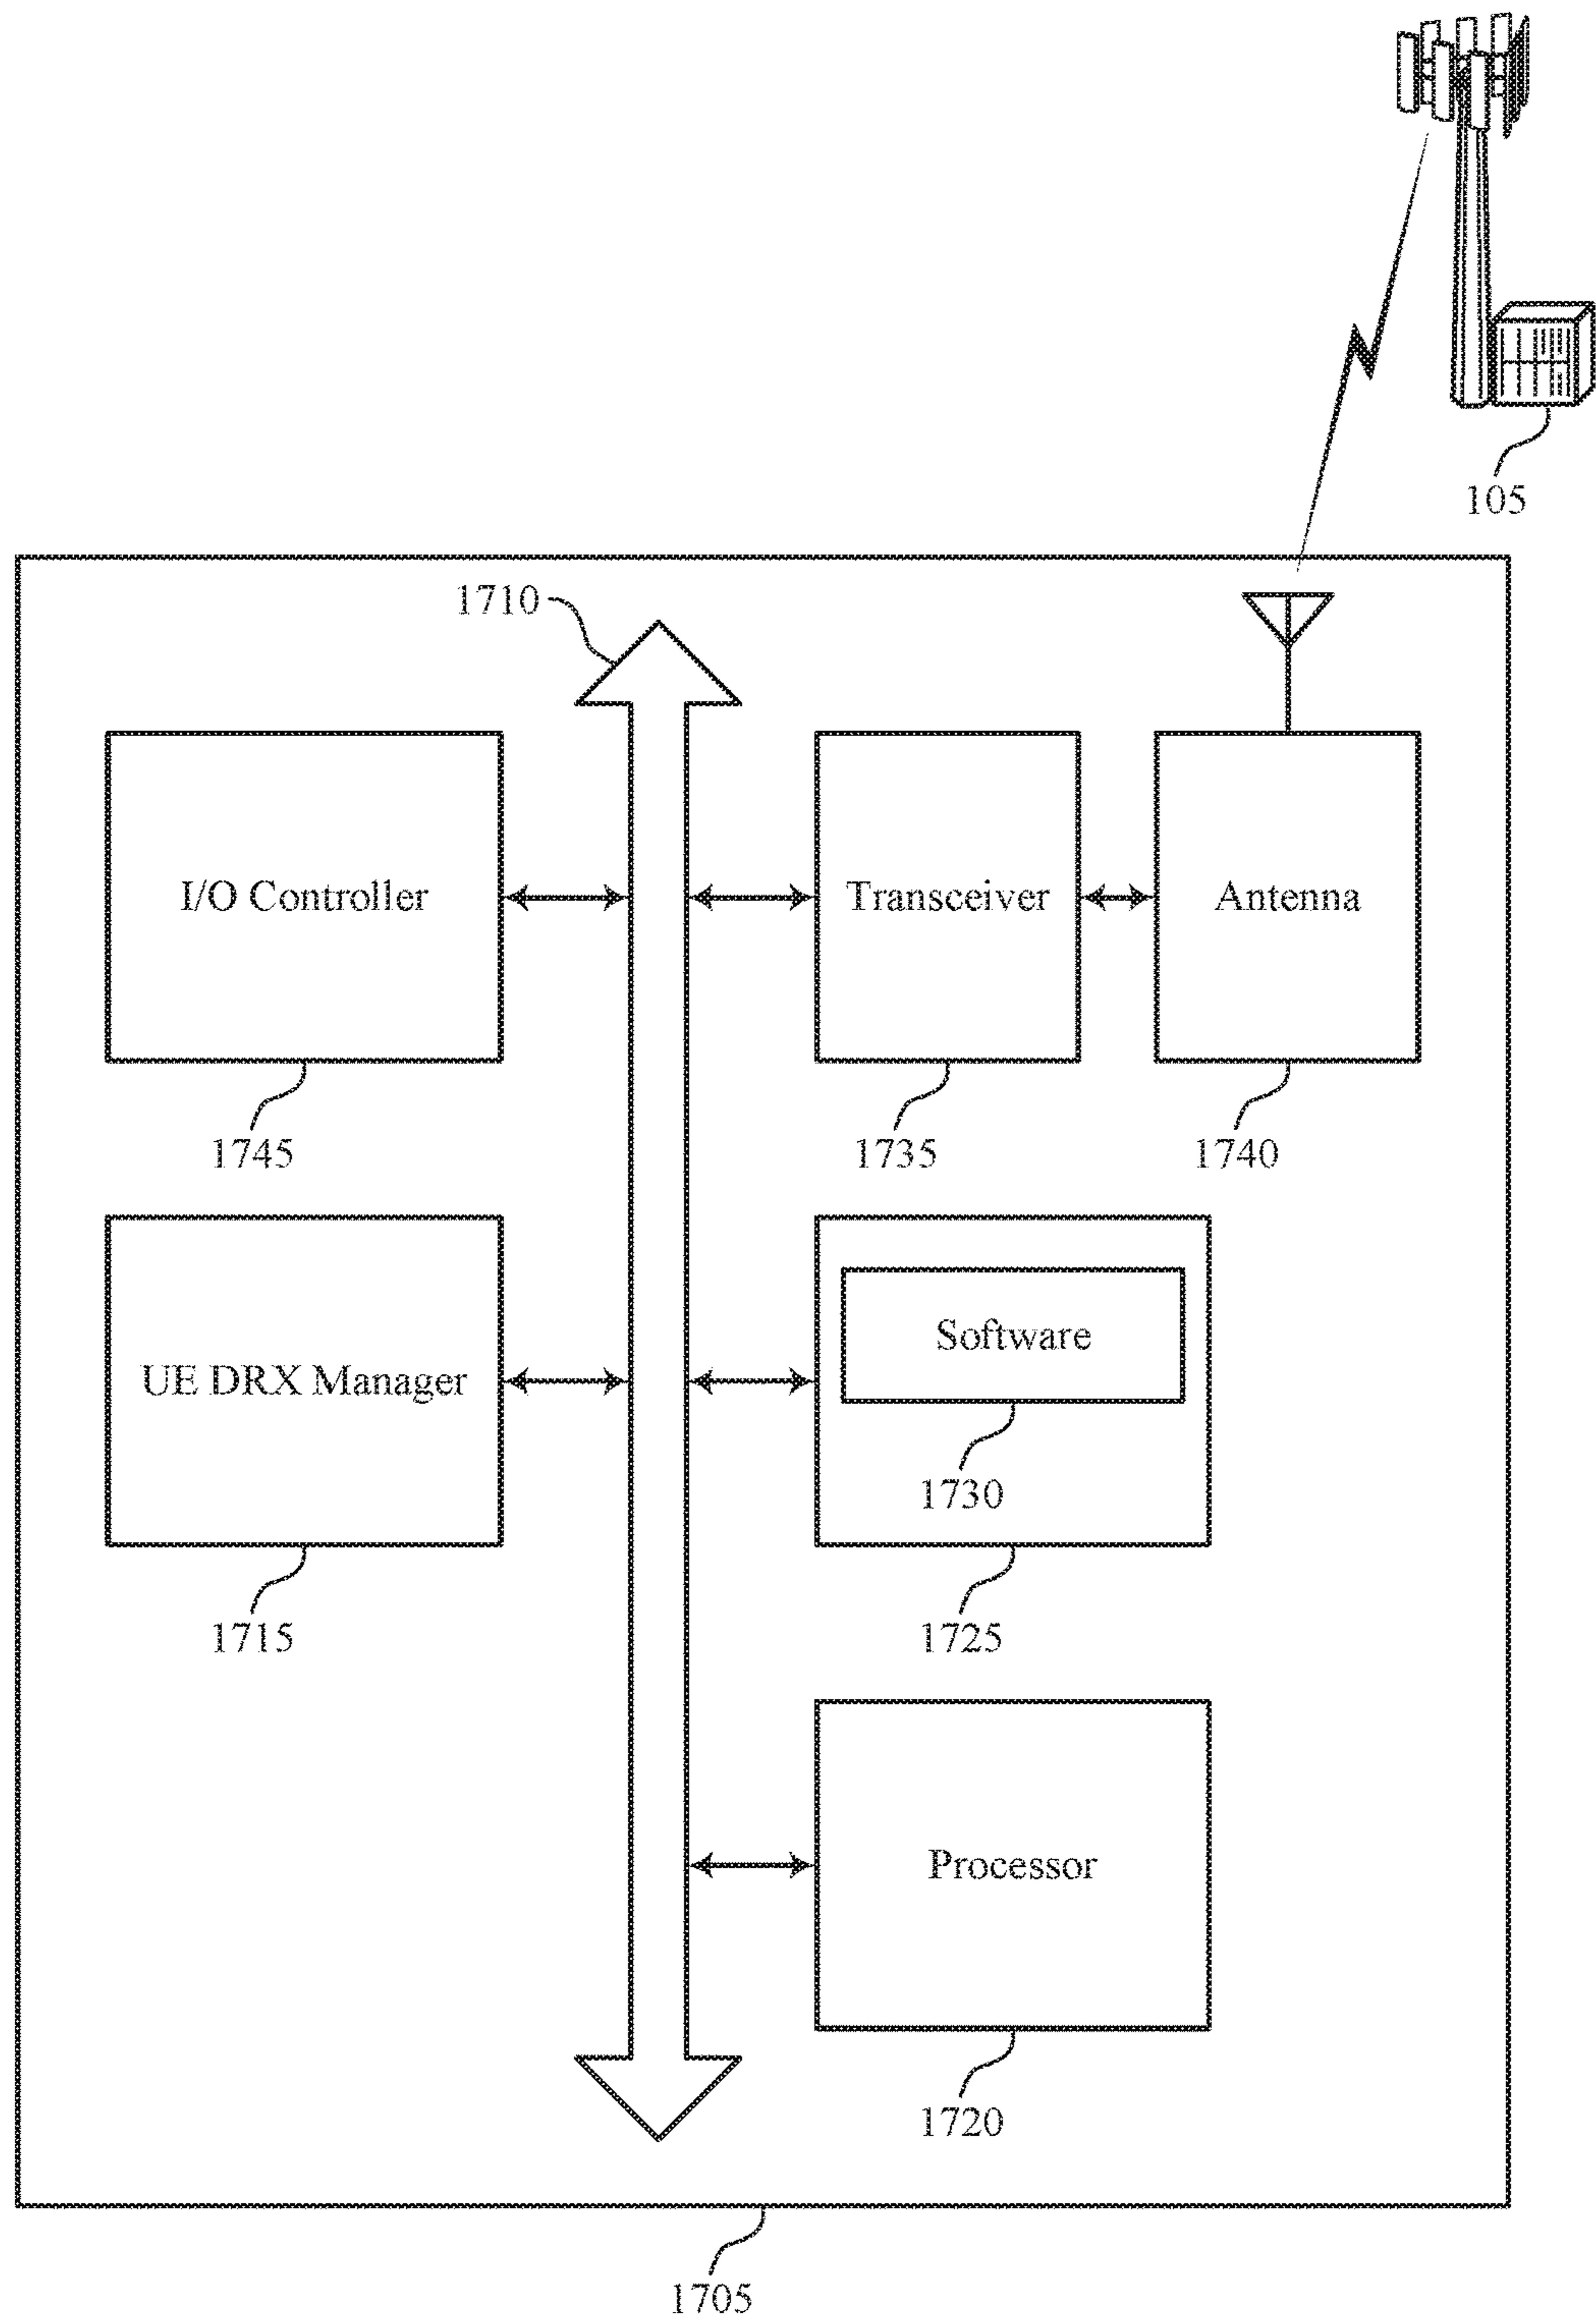 105
1710
I/O Controller
Transceiver
Antenna
1745
1735
1740
UE DRX Manager
Software
1730
1715
1725
Processor
1720
1705